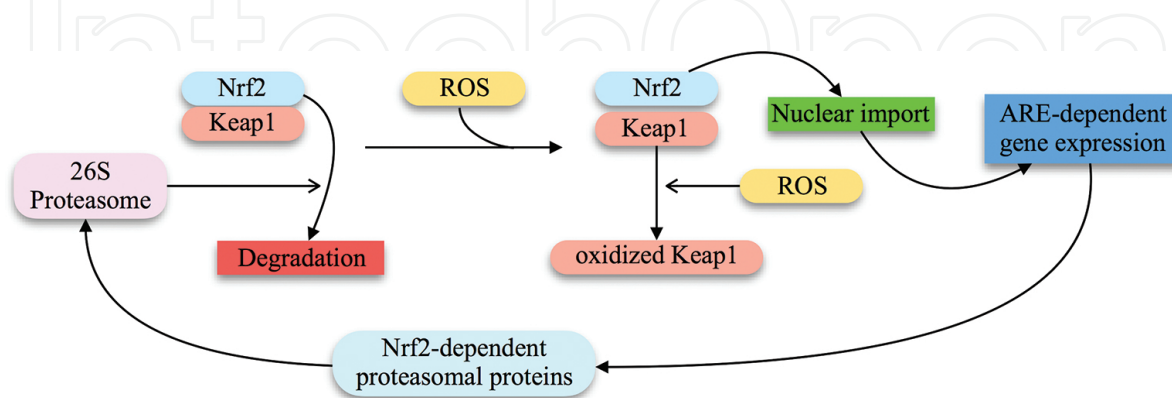 IntechOpen
Nrf2
Keap1
26S
Proteasome
Degradation
ROS
Nrf2
Keap1
ROS
oxidized Keap1
Nuclear import
ARE-dependent
gene expression
Nrf2-dependent
proteasomal proteins